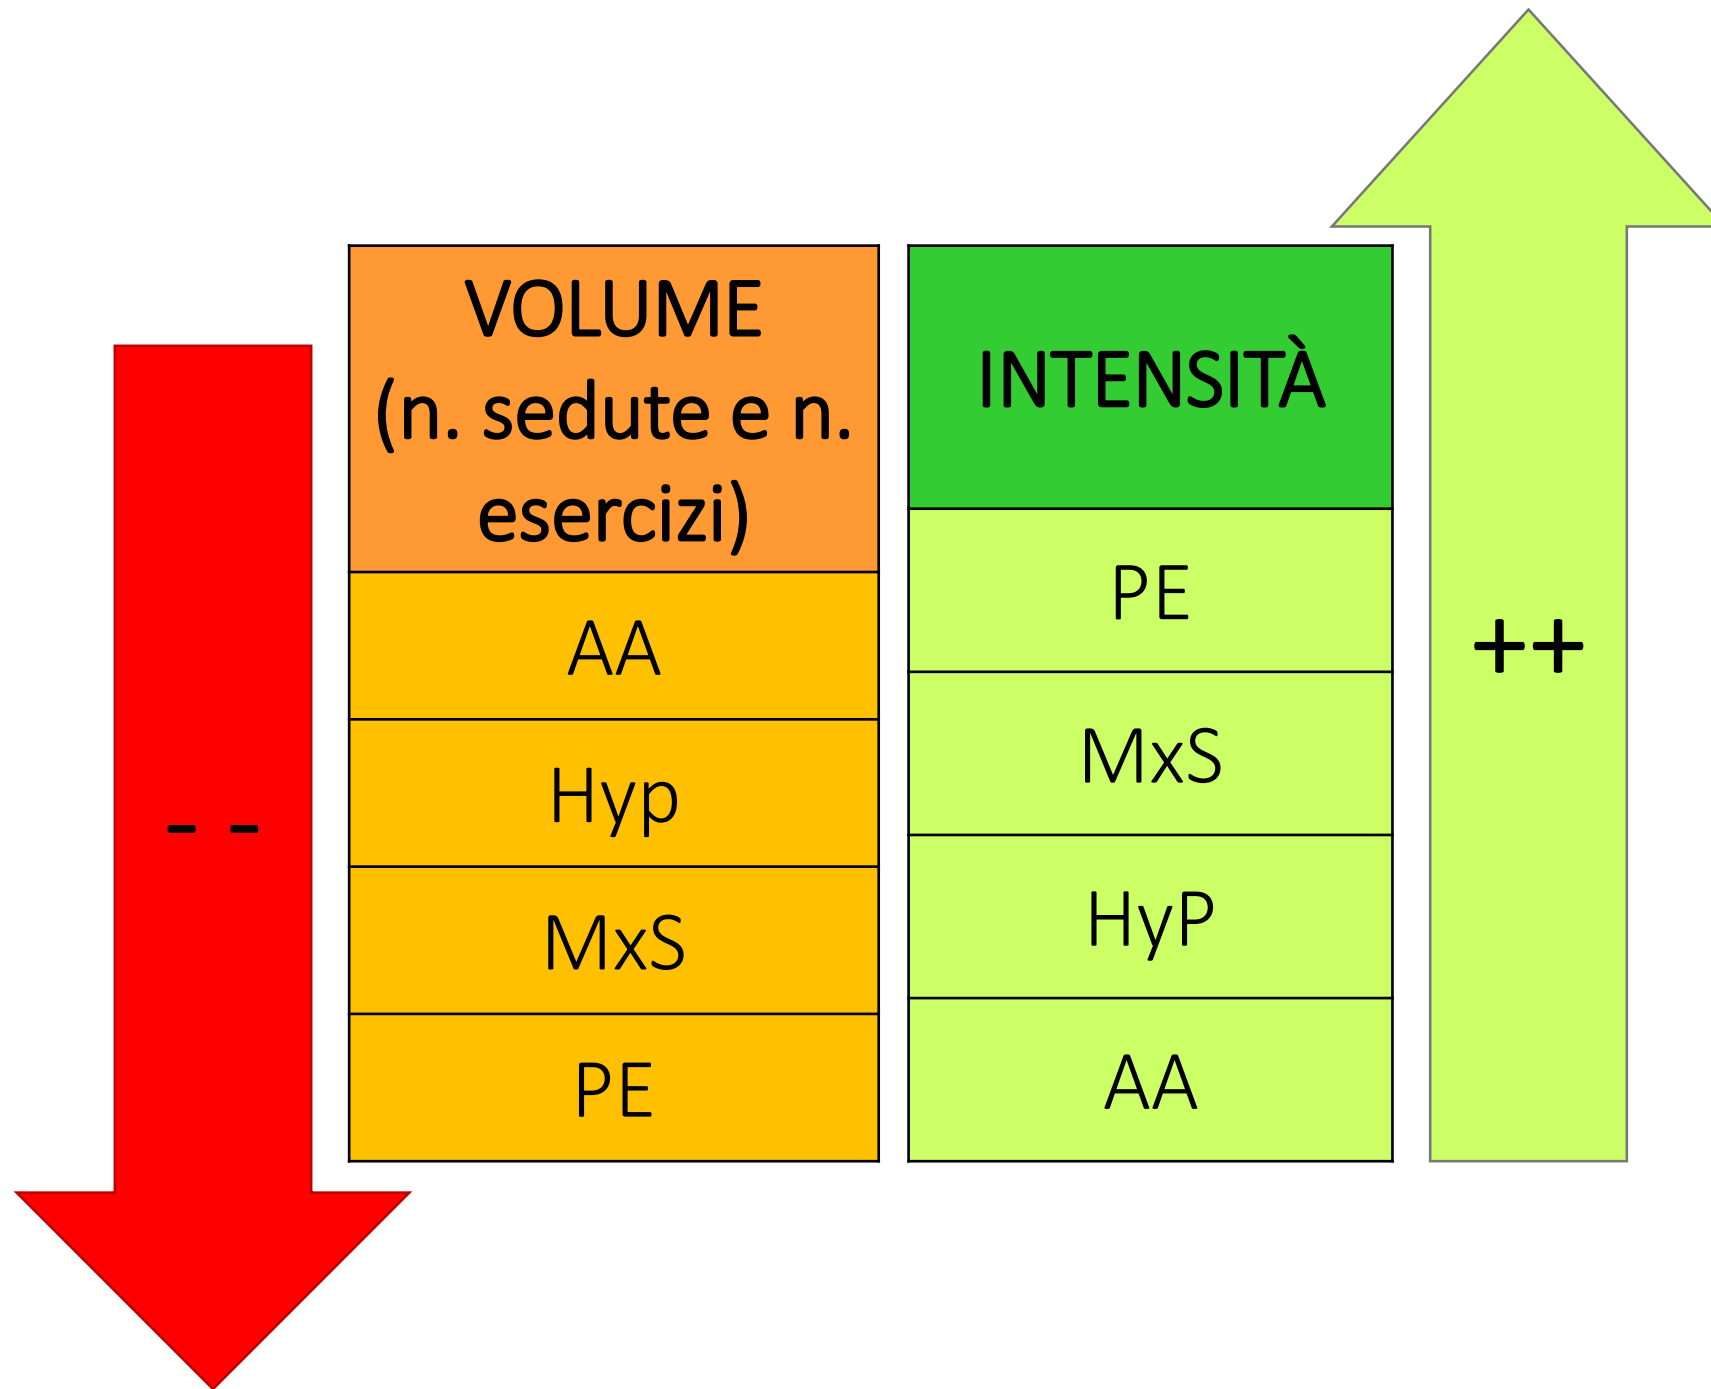 - -
VOLUME
(n. sedute e n.
esercizi)
AA
Hyp
MxS
PE
INTENSITÀ
PE
MxS
HyP
AA
++